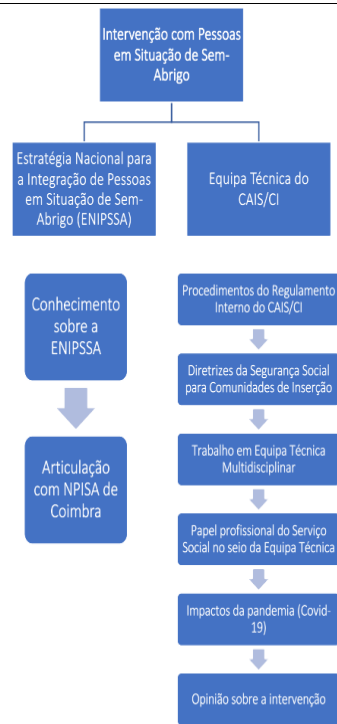 Intervenção com Pessoas
em Situação de Sem-
Abrigo
Estratégia Nacional para
a Integração de Pessoas
em Situação de Sem-
Abrigo (ENIPSSA)
Equipa Técnica do
CAIS/CI
Conhecimento
sobre a
ENIPSSA
Articulação
com NPISA de
Coimbra
Procedimentos do Regulamento
Interno do CAIS/CI
Diretrizes da Segurança Social
para Comunidades de Inserção
Trabalho em Equipa Técnica
Multidisciplinar
Papel profissional do Serviço
Social no seio da Equipa Técnica
Impactos da pandemia (Covid-
19)
Opinião sobre a intervenção